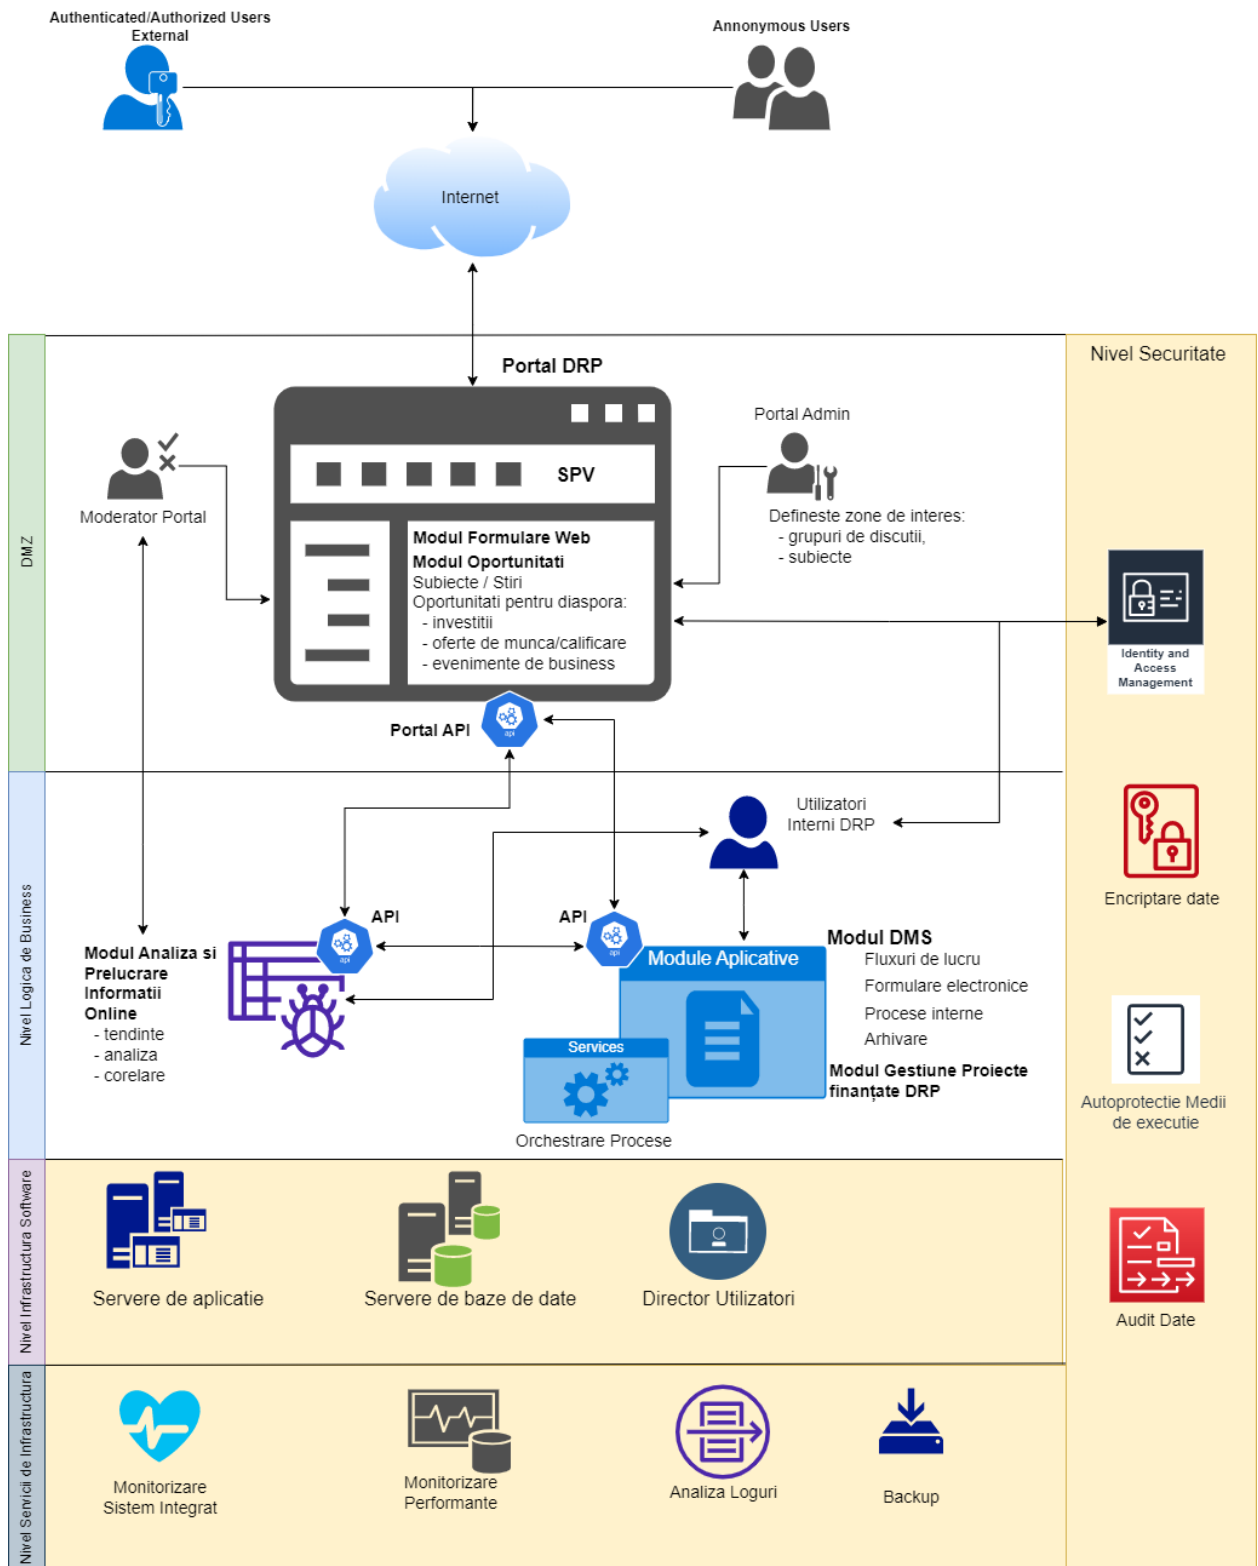 Authenticated/Authorized Users
External
Annonymous Users
Internet
Nivel Securitate
Portal DRP
Portal Admin
SPV
Moderator Portal
Defineste zone de interes:
- grupuri de discutii,
- subiecte
DMZ
Modul Formulare Web
Modul Oportunitati
Subiecte / Stiri
Oportunitati pentru diaspora:
- investitii
- oferte de munca/calificare
- evenimente de business
Identity and
Access
Management
api
Portal API
Utilizatori
Interni DRP
Encriptare date
Nivel Logica de Business
API
api
API
api
Modul Analiza si
Prelucrare
Informatii
Online
- tendinte
- analiza
- corelare
Module Aplicative
Modul DMS
Fluxuri de lucru
Formulare electronice
Procese interne
Arhivare
Services
Modul Gestiune Proiecte
finanțate DRP
Orchestrare Procese
Autoprotectie Medii
de executie
Nivel Infrastructura Software
Servere de aplicatie
Servere de baze de date
Director Utilizatori
Audit Date
Nivel Servicii de Infrastructura
Monitorizare
Sistem Integrat
Monitorizare
Performante
Analiza Loguri
Backup